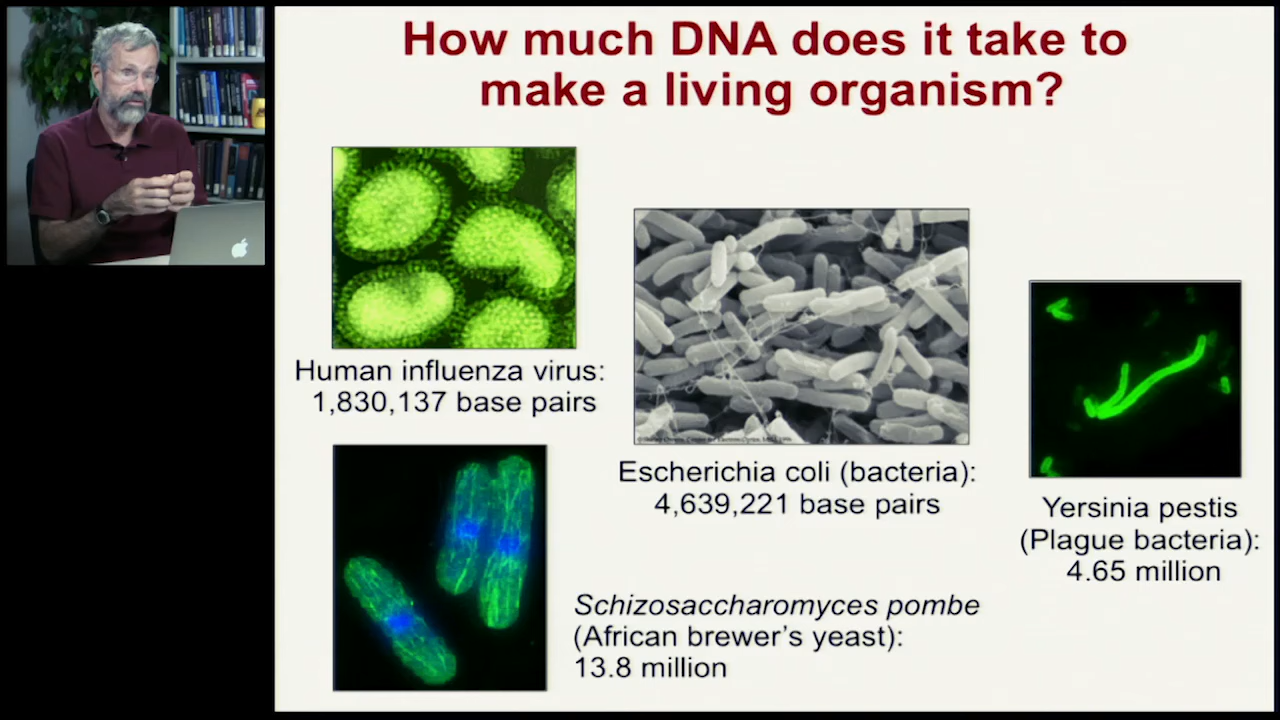 How much DNA does it take to
make a living organism?
Human influenza virus:
1,830,137 base pairs
Escherichia coli (bacteria):
4,639,221 base pairs
Yersinia pestis
(Plague bacteria):
4.65 million
Schizosaccharomyces pombe
(African brewer’s yeast):
13.8 million